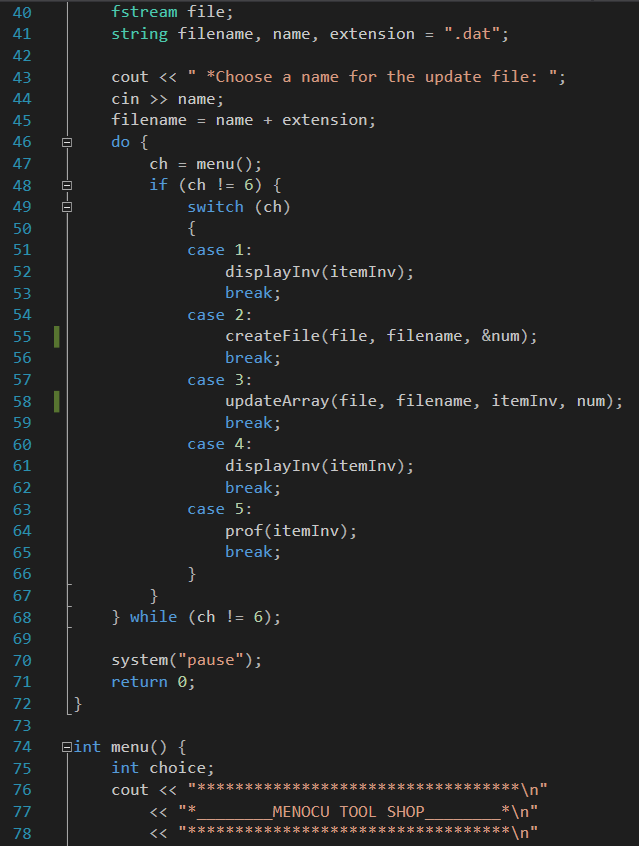 40 fstream file;
41 string filename, name, extension = ".dat";
42
43 cout << " *Choose a name for the update file: ";
44 cin >> name;
45 filename = name + extension;
46 do {
47 ch = menu();
48 if (ch != 6) {
49 switch (ch)
50 {
51 case 1:
52 displayInv(itemInv);
53 break;
54 case 2:
55 createFile(file, filename, &num);
56 break;
57 case 3:
58 updateArray(file, filename, itemInv, num);
59 break;
60 case 4:
61 displayInv(itemInv);
62 break;
63 case 5:
64 prof(itemInv);
65 break;
66 }
67 }
68 } while (ch != 6);
69
70 system("pause");
71 return 0;
72 }
73
74 int menu() {
75 int choice;
76 cout << "**********************************\n"
77 << "*________MENOCU TOOL SHOP________*\n"
78 << "**********************************\n"